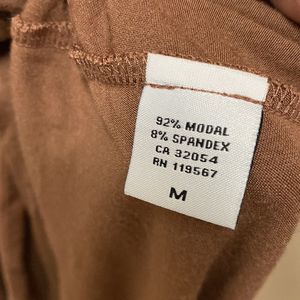 92% MODAL
8% SPANDEX
CA 32054
RN 119567
M